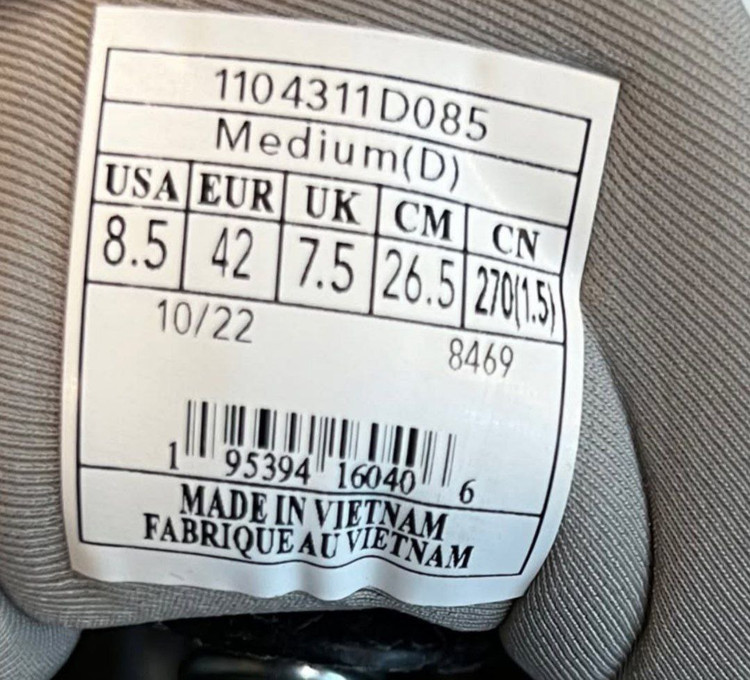 1104311D085
Medium(D)
USA EUR UK CM CN
8.5 42 7.5 26.5 270(1.5)
10/22
8469
1 95394 16040 6
MADE IN VIETNAM
FABRIQUE AU VIETNAM